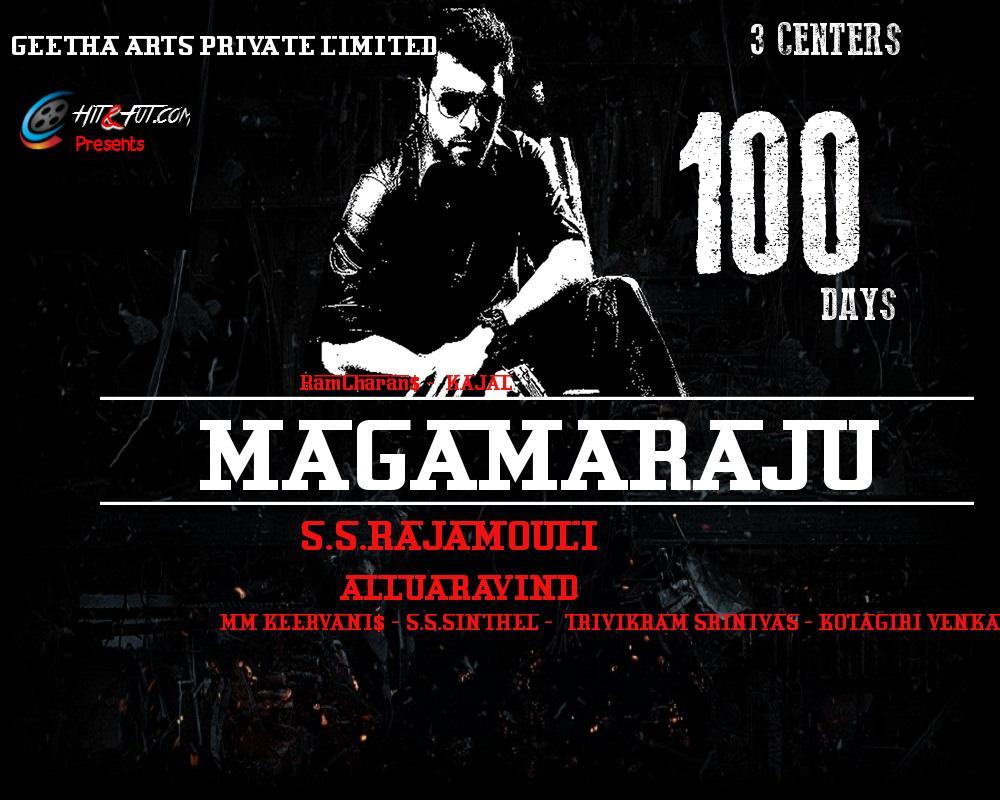 GEETHA ARTS PRIVATE LIMITED
3 CENTERS
HIT&FUT.COM
Presents
100
DAYS
RamCharan$ - KAJAL
MAGAMARAJU
S.S.RAJAMOULI
ALLUARAVIND
MM KEERVANI$ - S.S.SINTHEL - TRIVIKRAM SRINIVAS - KOTAGIRI VENKA